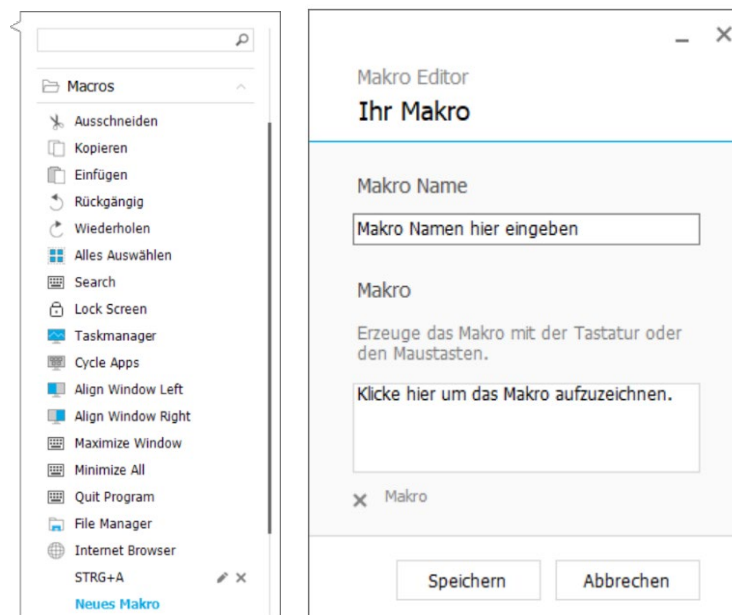 Macros
Ausschneiden
Kopieren
Einfügen
Rückgängig
Wiederholen
Alles Auswählen
Search
Lock Screen
Taskmanager
Cycle Apps
Align Window Left
Align Window Right
Maximize Window
Minimize All
Quit Program
File Manager
Internet Browser
STRG+A
Neues Makro
Makro Editor
Ihr Makro
Makro Name
Makro Namen hier eingeben
Makro
Erzeuge das Makro mit der Tastatur oder
den Maustasten.
Klicke hier um das Makro aufzuzeichnen.
Makro
Speichern
Abbrechen